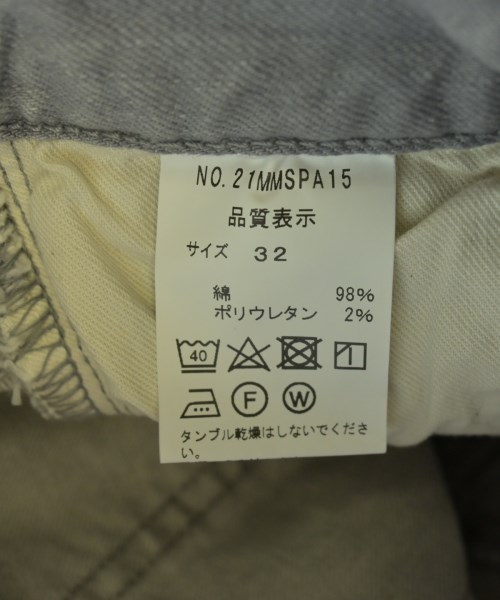 NO.21MMSPA15
品質表示
サイズ 32
綿 98%
ポリウレタン 2%
40
F W
タンブル乾燥はしないでくださ
い。